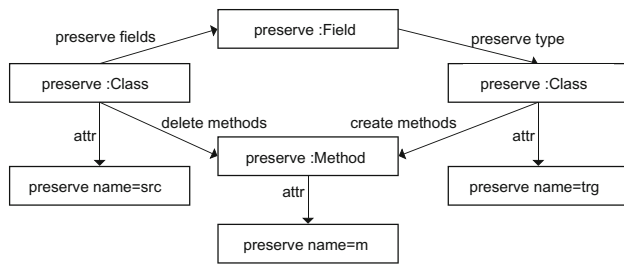 preserve :Field
preserve fields
preserve type
preserve :Class
preserve :Class
delete methods
create methods
attr
attr
preserve :Method
preserve name=src
attr
preserve name=trg
preserve name=m